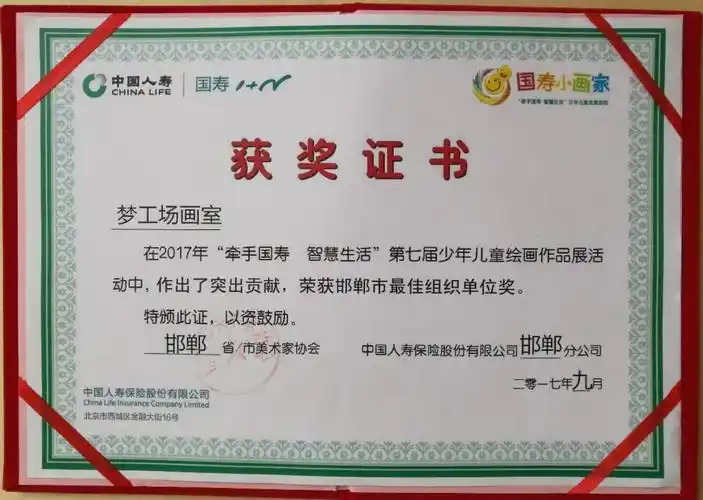 中国人寿 国寿 1+N 国寿小画家
CHINA LIFE
获奖证书
梦工场画室
在2017年“牵手国寿 智慧生活”第七届少年儿童绘画作品展活
动中，作出了突出贡献，荣获邯郸市最佳组织单位奖。
特颁此证，以资鼓励。
邯郸 省/市美术家协会 中国人寿保险股份有限公司邯郸分公司
二零一七年九月
中国人寿保险股份有限公司
China Life Insurance Company Limited
北京市西城区金融大街16号